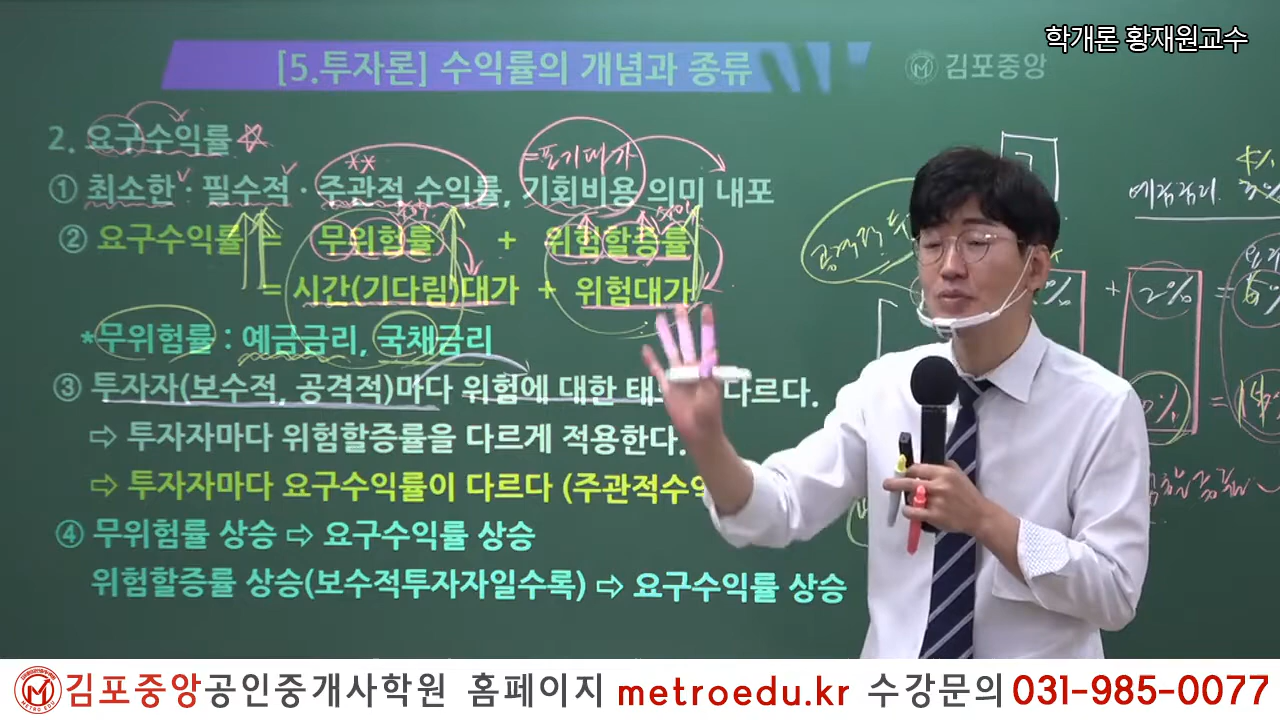 학개론 황재원교수
[5.투자론] 수익률의 개념과 종류
김포중앙
2. 요구수익률
=포기대가
① 최소한 · 필수적 · 주관적 수익률, 기회비용 의미 내포
예금금리
② 요구수익률 = 무위험률 + 위험할증률
= 시간(기다림)대가 + 위험대가
% + 2% =
*무위험률 : 예금금리, 국채금리
③ 투자자(보수적, 공격적)마다 위험에 대한 태 다르다.
% =
⇨ 투자자마다 위험할증률을 다르게 적용한다.
⇨ 투자자마다 요구수익률이 다르다 (주관적수
④ 무위험률 상승 ⇨ 요구수익률 상승
위험할증률 상승(보수적투자자일수록) ⇨ 요구수익률 상승
김포중앙공인중개사학원 홈페이지 metroedu.kr 수강문의 031-985-0077